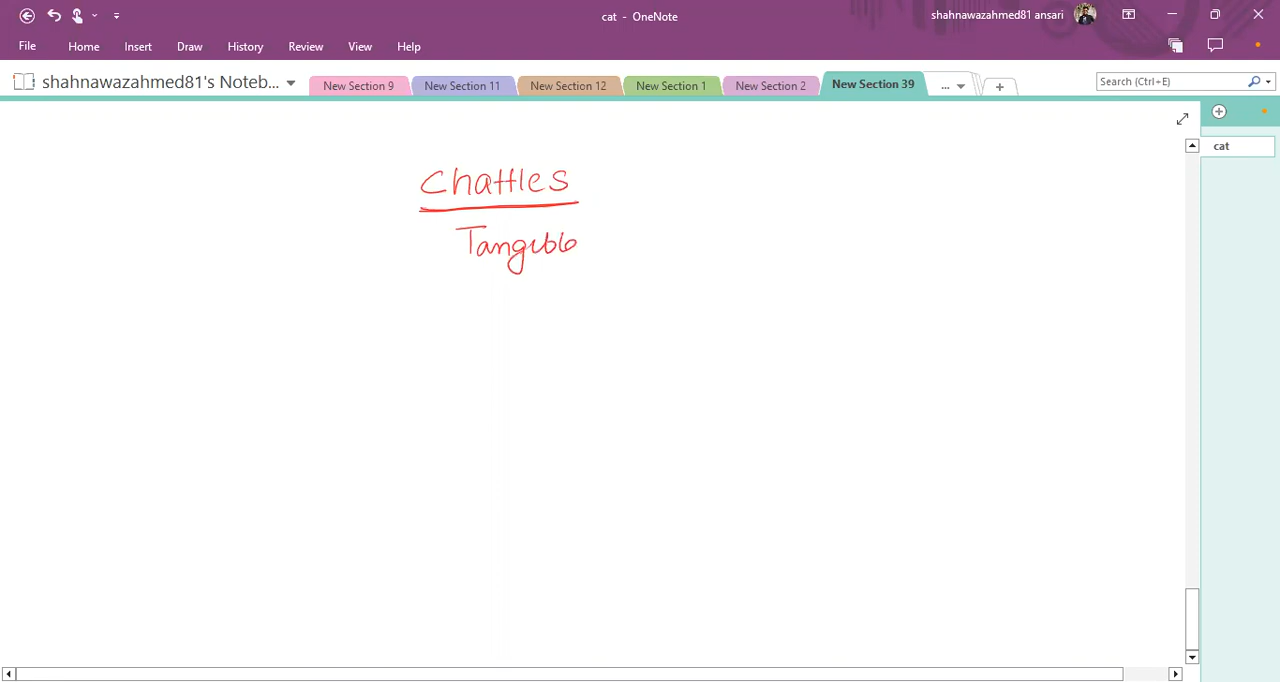 cat - OneNote
shahnawazahmed81 ansari
File Home Insert Draw History Review View Help
shahnawazahmed81's Noteb... New Section 9 New Section 11 New Section 12 New Section 1 New Section 2 New Section 39 ... + Search (Ctrl+E)
cat
Chattles
Tangible